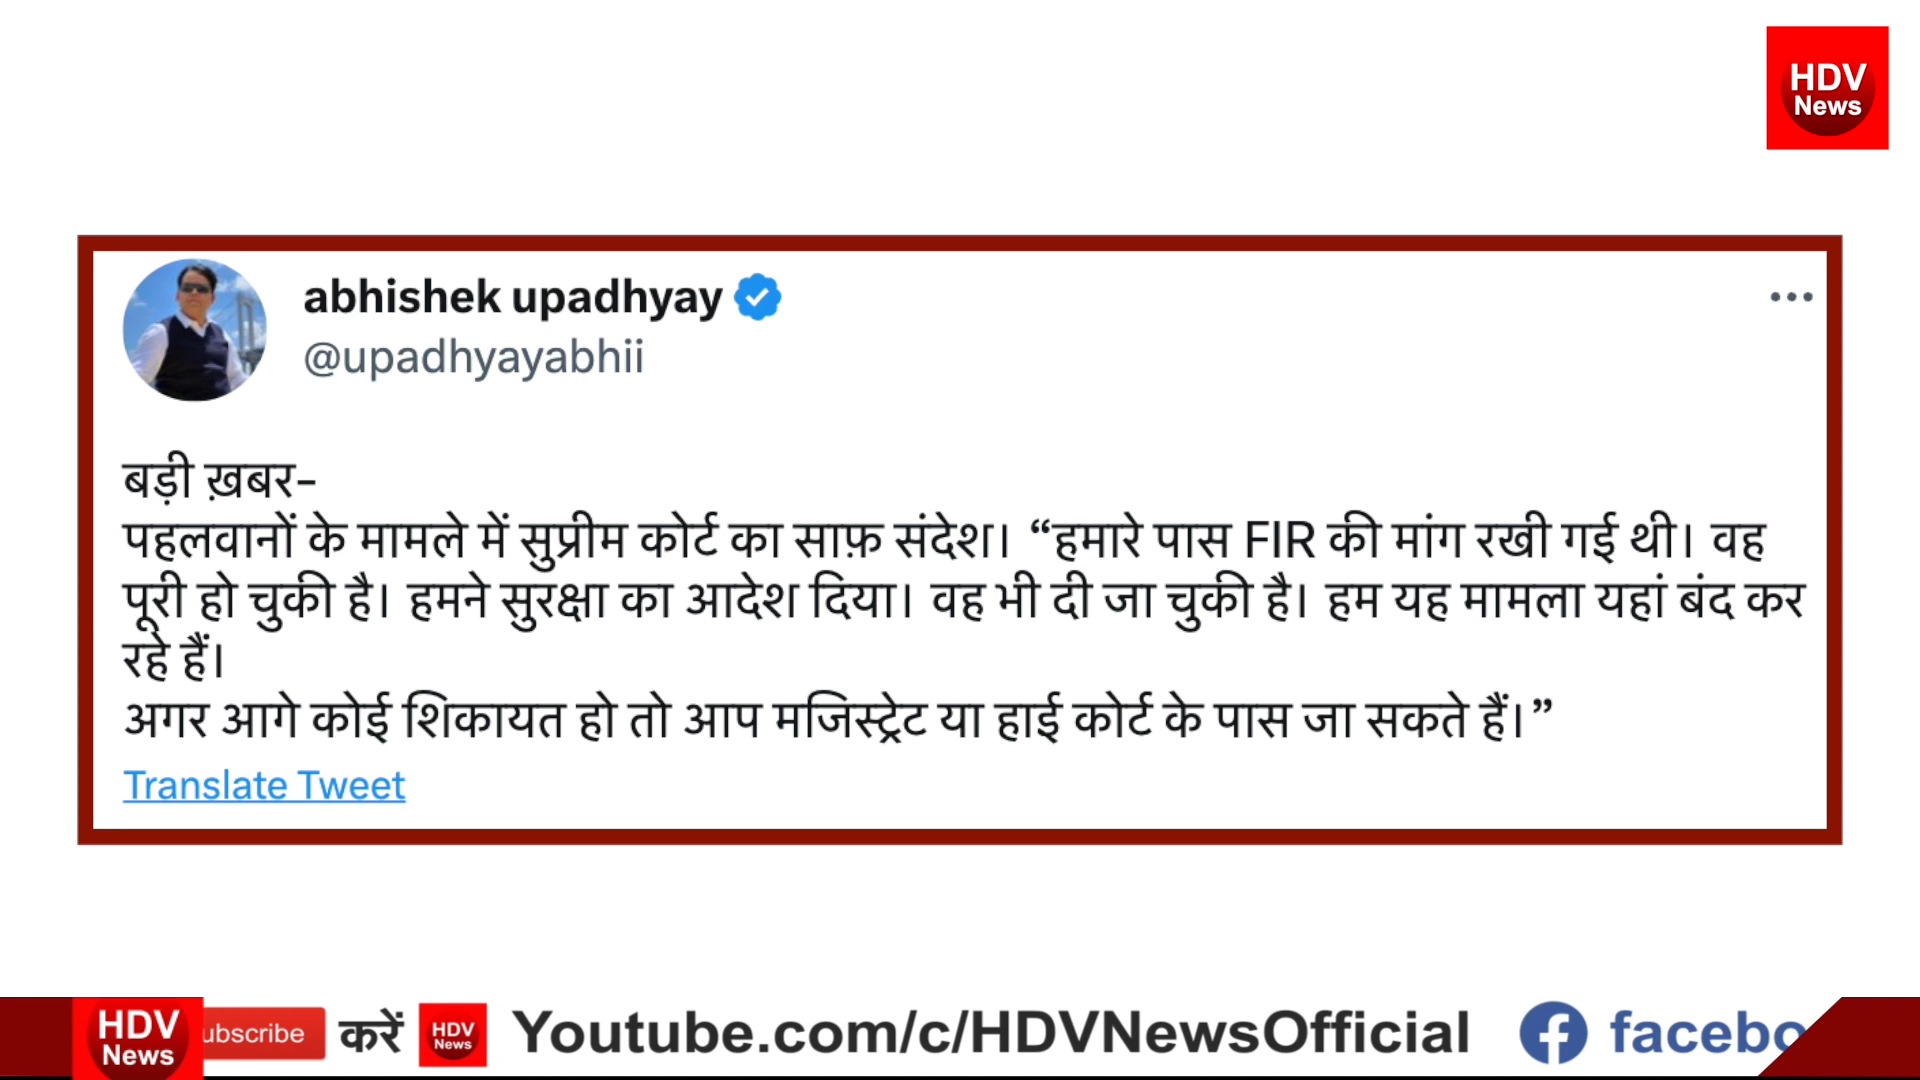 HDV
News
abhishek upadhyay
@upadhyayabhii
बड़ी ख़बर-
पहलवानों के मामले में सुप्रीम कोर्ट का साफ़ संदेश। “हमारे पास FIR की मांग रखी गई थी। वह
पूरी हो चुकी है। हमने सुरक्षा का आदेश दिया। वह भी दी जा चुकी है। हम यह मामला यहां बंद कर
रहे हैं।
अगर आगे कोई शिकायत हो तो आप मजिस्ट्रेट या हाई कोर्ट के पास जा सकते हैं।”
Translate Tweet
HDV
News
ubscribe करें
HDV
News
Youtube.com/c/HDVNewsOfficial
facebo